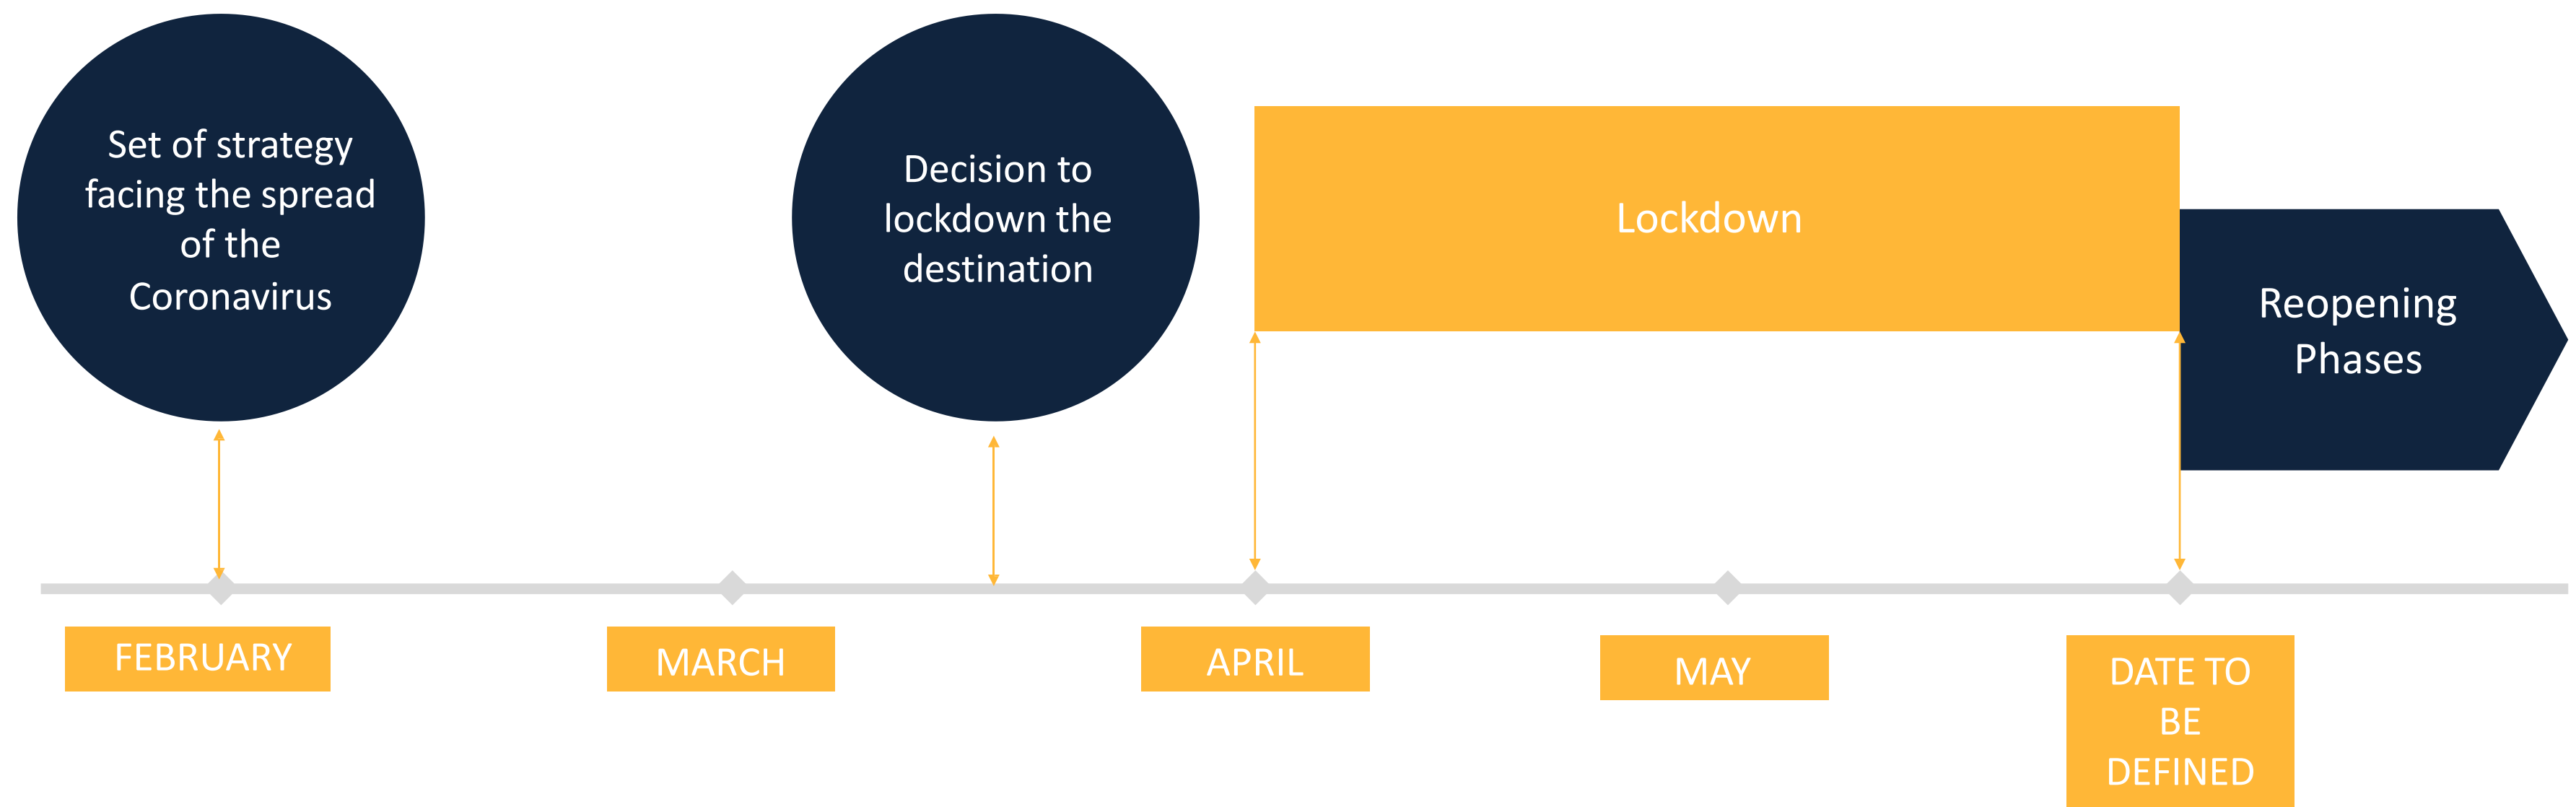 Set of strategy
facing the spread
of the
Coronavirus
Decision to
lockdown the
destination
Lockdown
Reopening
Phases
FEBRUARY
MARCH
APRIL
MAY
DATE TO
BE
DEFINED